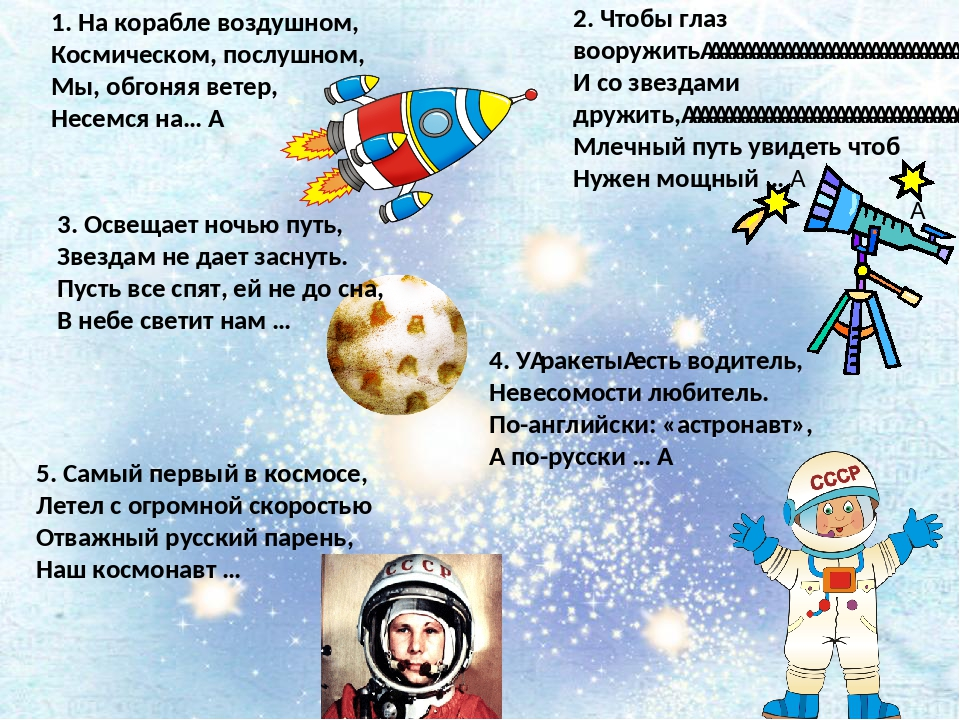 1. На корабле воздушном,
Космическом, послушном,
Мы, обгоняя ветер,
Несемся на… А
2. Чтобы глаз
вооружить
И со звездами
дружить,
Млечный путь увидеть чтоб
Нужен мощный … А
А
3. Освещает ночью путь,
Звездам не дает заснуть.
Пусть все спят, ей не до сна,
В небе светит нам …
4. УАракетыАесть водитель,
Невесомости любитель.
По-английски: «астронавт»,
А по-русски … А
5. Самый первый в космосе,
Летел с огромной скоростью
Отважный русский парень,
Наш космонавт …
СССР
СССР